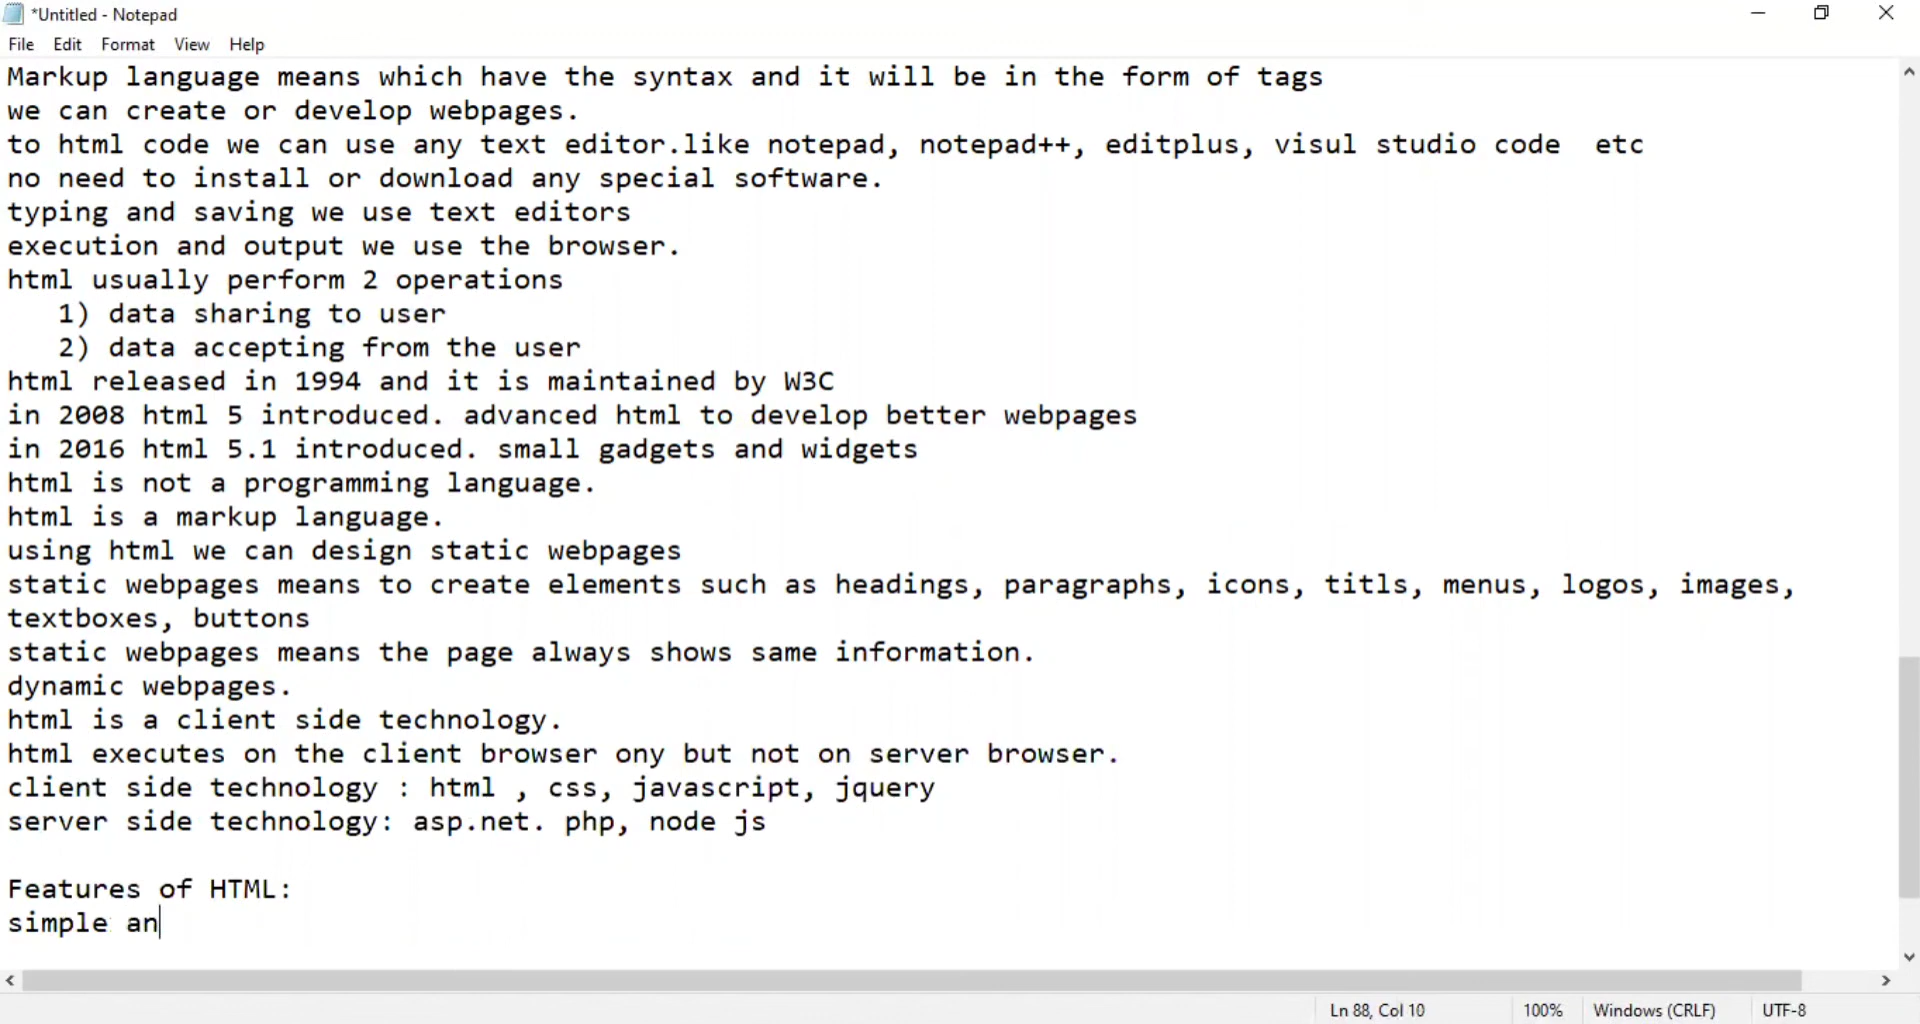 *Untitled - Notepad
File Edit Format View Help
Markup language means which have the syntax and it will be in the form of tags
we can create or develop webpages.
to html code we can use any text editor.like notepad, notepad++, editplus, visul studio code  etc
no need to install or download any special software.
typing and saving we use text editors
execution and output we use the browser.
html usually perform 2 operations
   1) data sharing to user
   2) data accepting from the user
html released in 1994 and it is maintained by W3C
in 2008 html 5 introduced. advanced html to develop better webpages
in 2016 html 5.1 introduced. small gadgets and widgets
html is not a programming language.
html is a markup language.
using html we can design static webpages
static webpages means to create elements such as headings, paragraphs, icons, titls, menus, logos, images,
textboxes, buttons
static webpages means the page always shows same information.
dynamic webpages.
html is a client side technology.
html executes on the client browser ony but not on server browser.
client side technology : html , css, javascript, jquery
server side technology: asp.net. php, node js

Features of HTML:
simple an
Ln 88, Col 10 100% Windows (CRLF) UTF-8